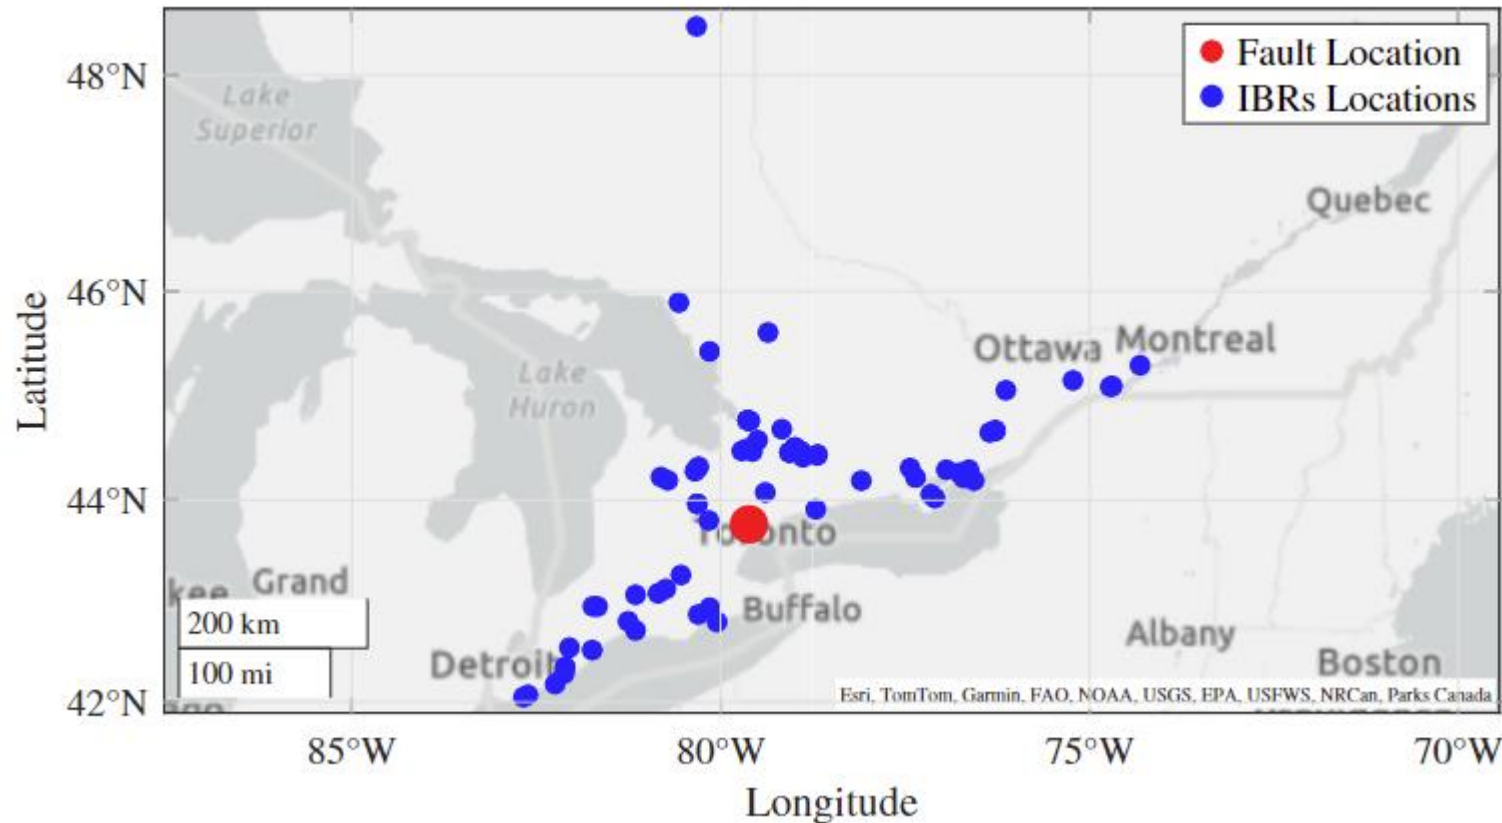 Fault Location
IBRs Locations
48°N
46°N
44°N
42°N
Latitude
Lake
Superior
Quebec
Ottawa
Montreal
Lake
Huron
Toronto
kee
Grand
Buffalo
200 km
100 mi
Detroit
Albany
Boston
ago
Esri, TomTom, Garmin, FAO, NOAA, USGS, EPA, USFWS, NRCan, Parks Canada
85°W
80°W
75°W
70°W
Longitude